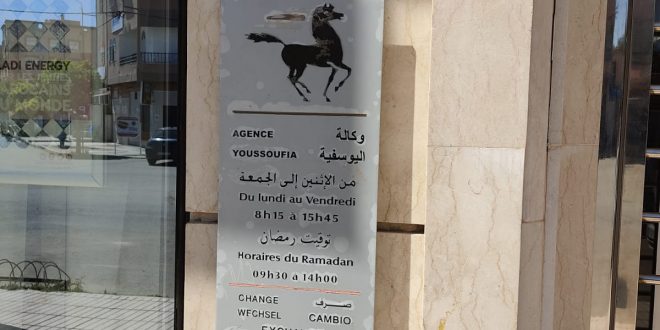 LADI ENERGY
AGENCE وكالة
YOUSSOUFIA اليوسفية
من الإثنين إلى الجمعة
Du lundi au Vendredi
8h15 à 15h45
توقيت رمضان
Horaires du Ramadan
09h30 a 14h00
CHANGE صرف
WECHSEL CAMBIO